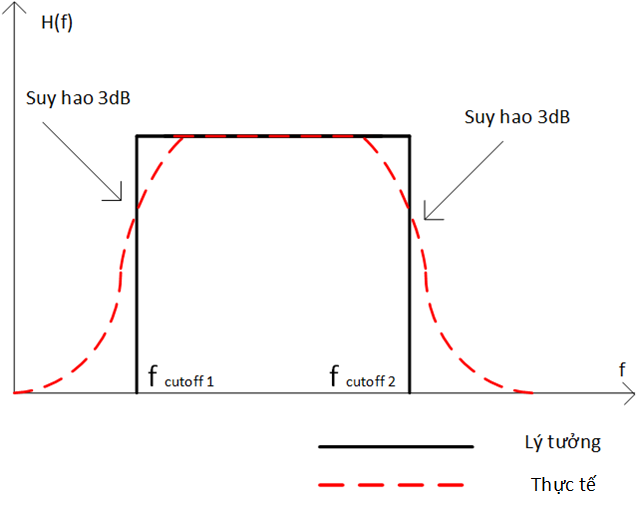 H(f)
Suy hao 3dB
Suy hao 3dB
f cutoff 1
f cutoff 2
f
Lý tưởng
Thực tế